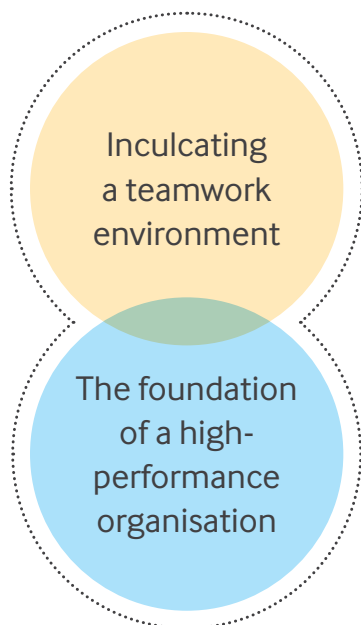 Inculcating
a teamwork
environment
The foundation
of a high-
performance
organisation